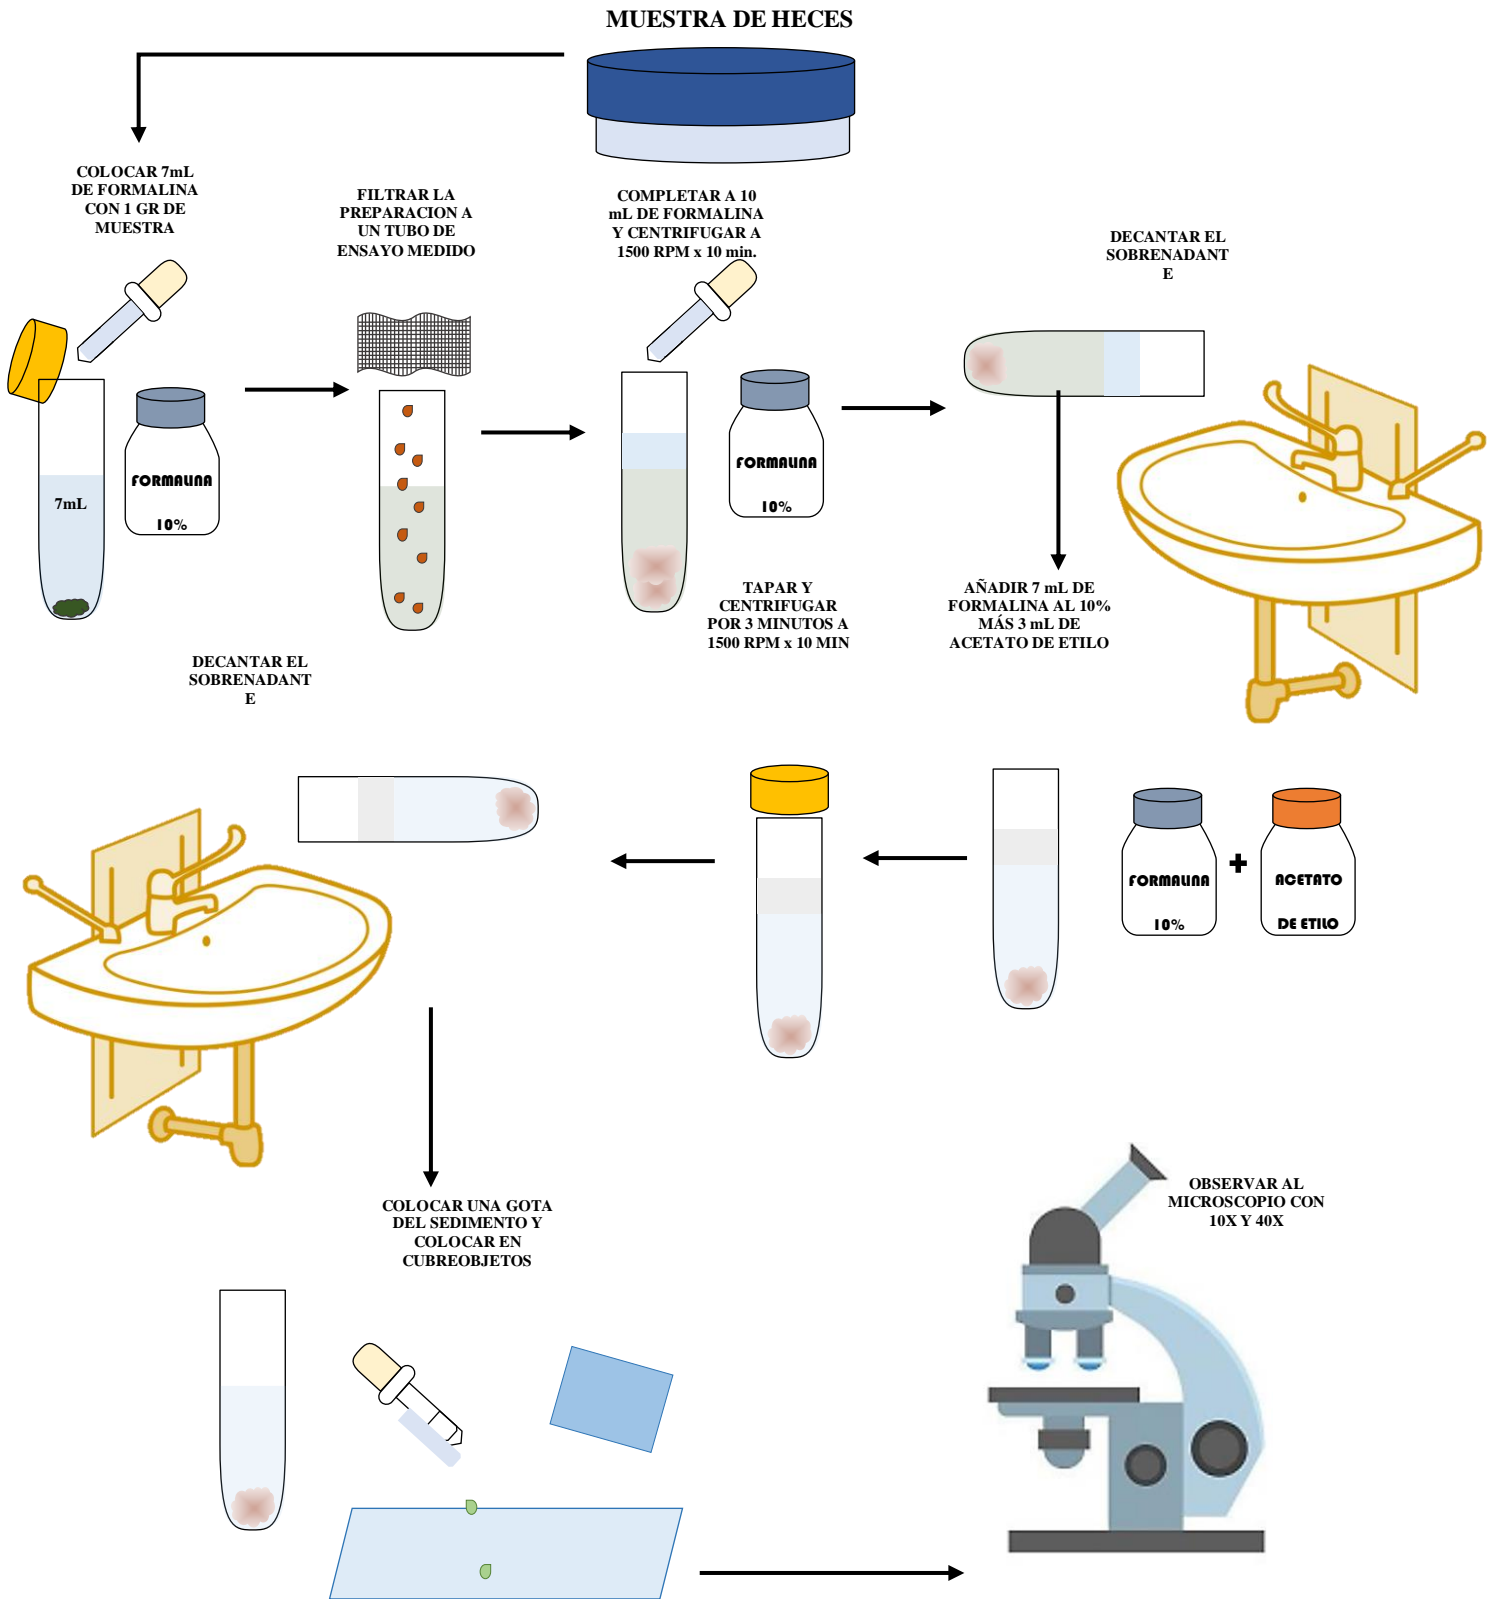 MUESTRA DE HECES
COLOCAR 7mL
DE FORMALINA
CON 1 GR DE
MUESTRA
FILTRAR LA
PREPARACION A
UN TUBO DE
ENSAYO MEDIDO
COMPLETAR A 10
mL DE FORMALINA
Y CENTRIFUGAR A
1500 RPM x 10 min.
DECANTAR EL
SOBRENADANT
E
7mL
FORMALINA
10%
FORMALINA
10%
AÑADIR 7 mL DE
FORMALINA AL 10%
MÁS 3 mL DE
ACETATO DE ETILO
TAPAR Y
CENTRIFUGAR
POR 3 MINUTOS A
1500 RPM x 10 MIN
DECANTAR EL
SOBRENADANT
E
FORMALINA
10%
+
ACETATO
DE ETILO
COLOCAR UNA GOTA
DEL SEDIMENTO Y
COLOCAR EN
CUBREOBJETOS
OBSERVAR AL
MICROSCOPIO CON
10X Y 40X